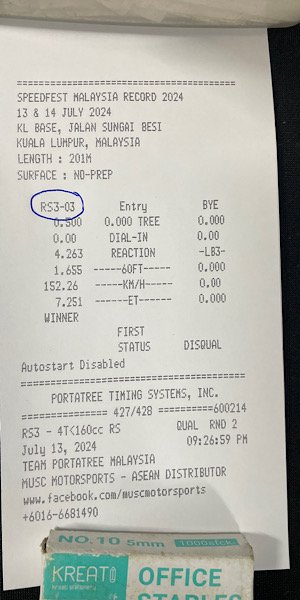 ====================================
SPEEDFEST MALAYSIA RECORD 2024
13 & 14 JULY 2024
KL BASE, JALAN SUNGAI BESI
KUALA LUMPUR, MALAYSIA
LENGTH : 201M
SURFACE : NO-PREP
RS3-03 Entry BYE
0.500 0.000 TREE 0.000
0.00 DIAL-IN 0.00
4.263 REACTION -LB3-
1.655 ------60FT----- 0.000
152.26 -----KM/H----- 0.00
7.251 ------ET------ 0.000
WINNER
FIRST
STATUS DISQUAL
Autostart Disabled
====================================
PORTATREE TIMING SYSTEMS, INC.
=============== 427/428 =========600214
RS3 - 4T<160cc RS QUAL RND 2
July 13, 2024 09:26:59 PM
TEAM PORTATREE MALAYSIA
MUSC MOTORSPORTS - ASEAN DISTRIBUTOR
www.facebook.com/muscmotorsports
+6016-6681490
NO.10 5mm 1000stick
KREATO OFFICE
STAPLES